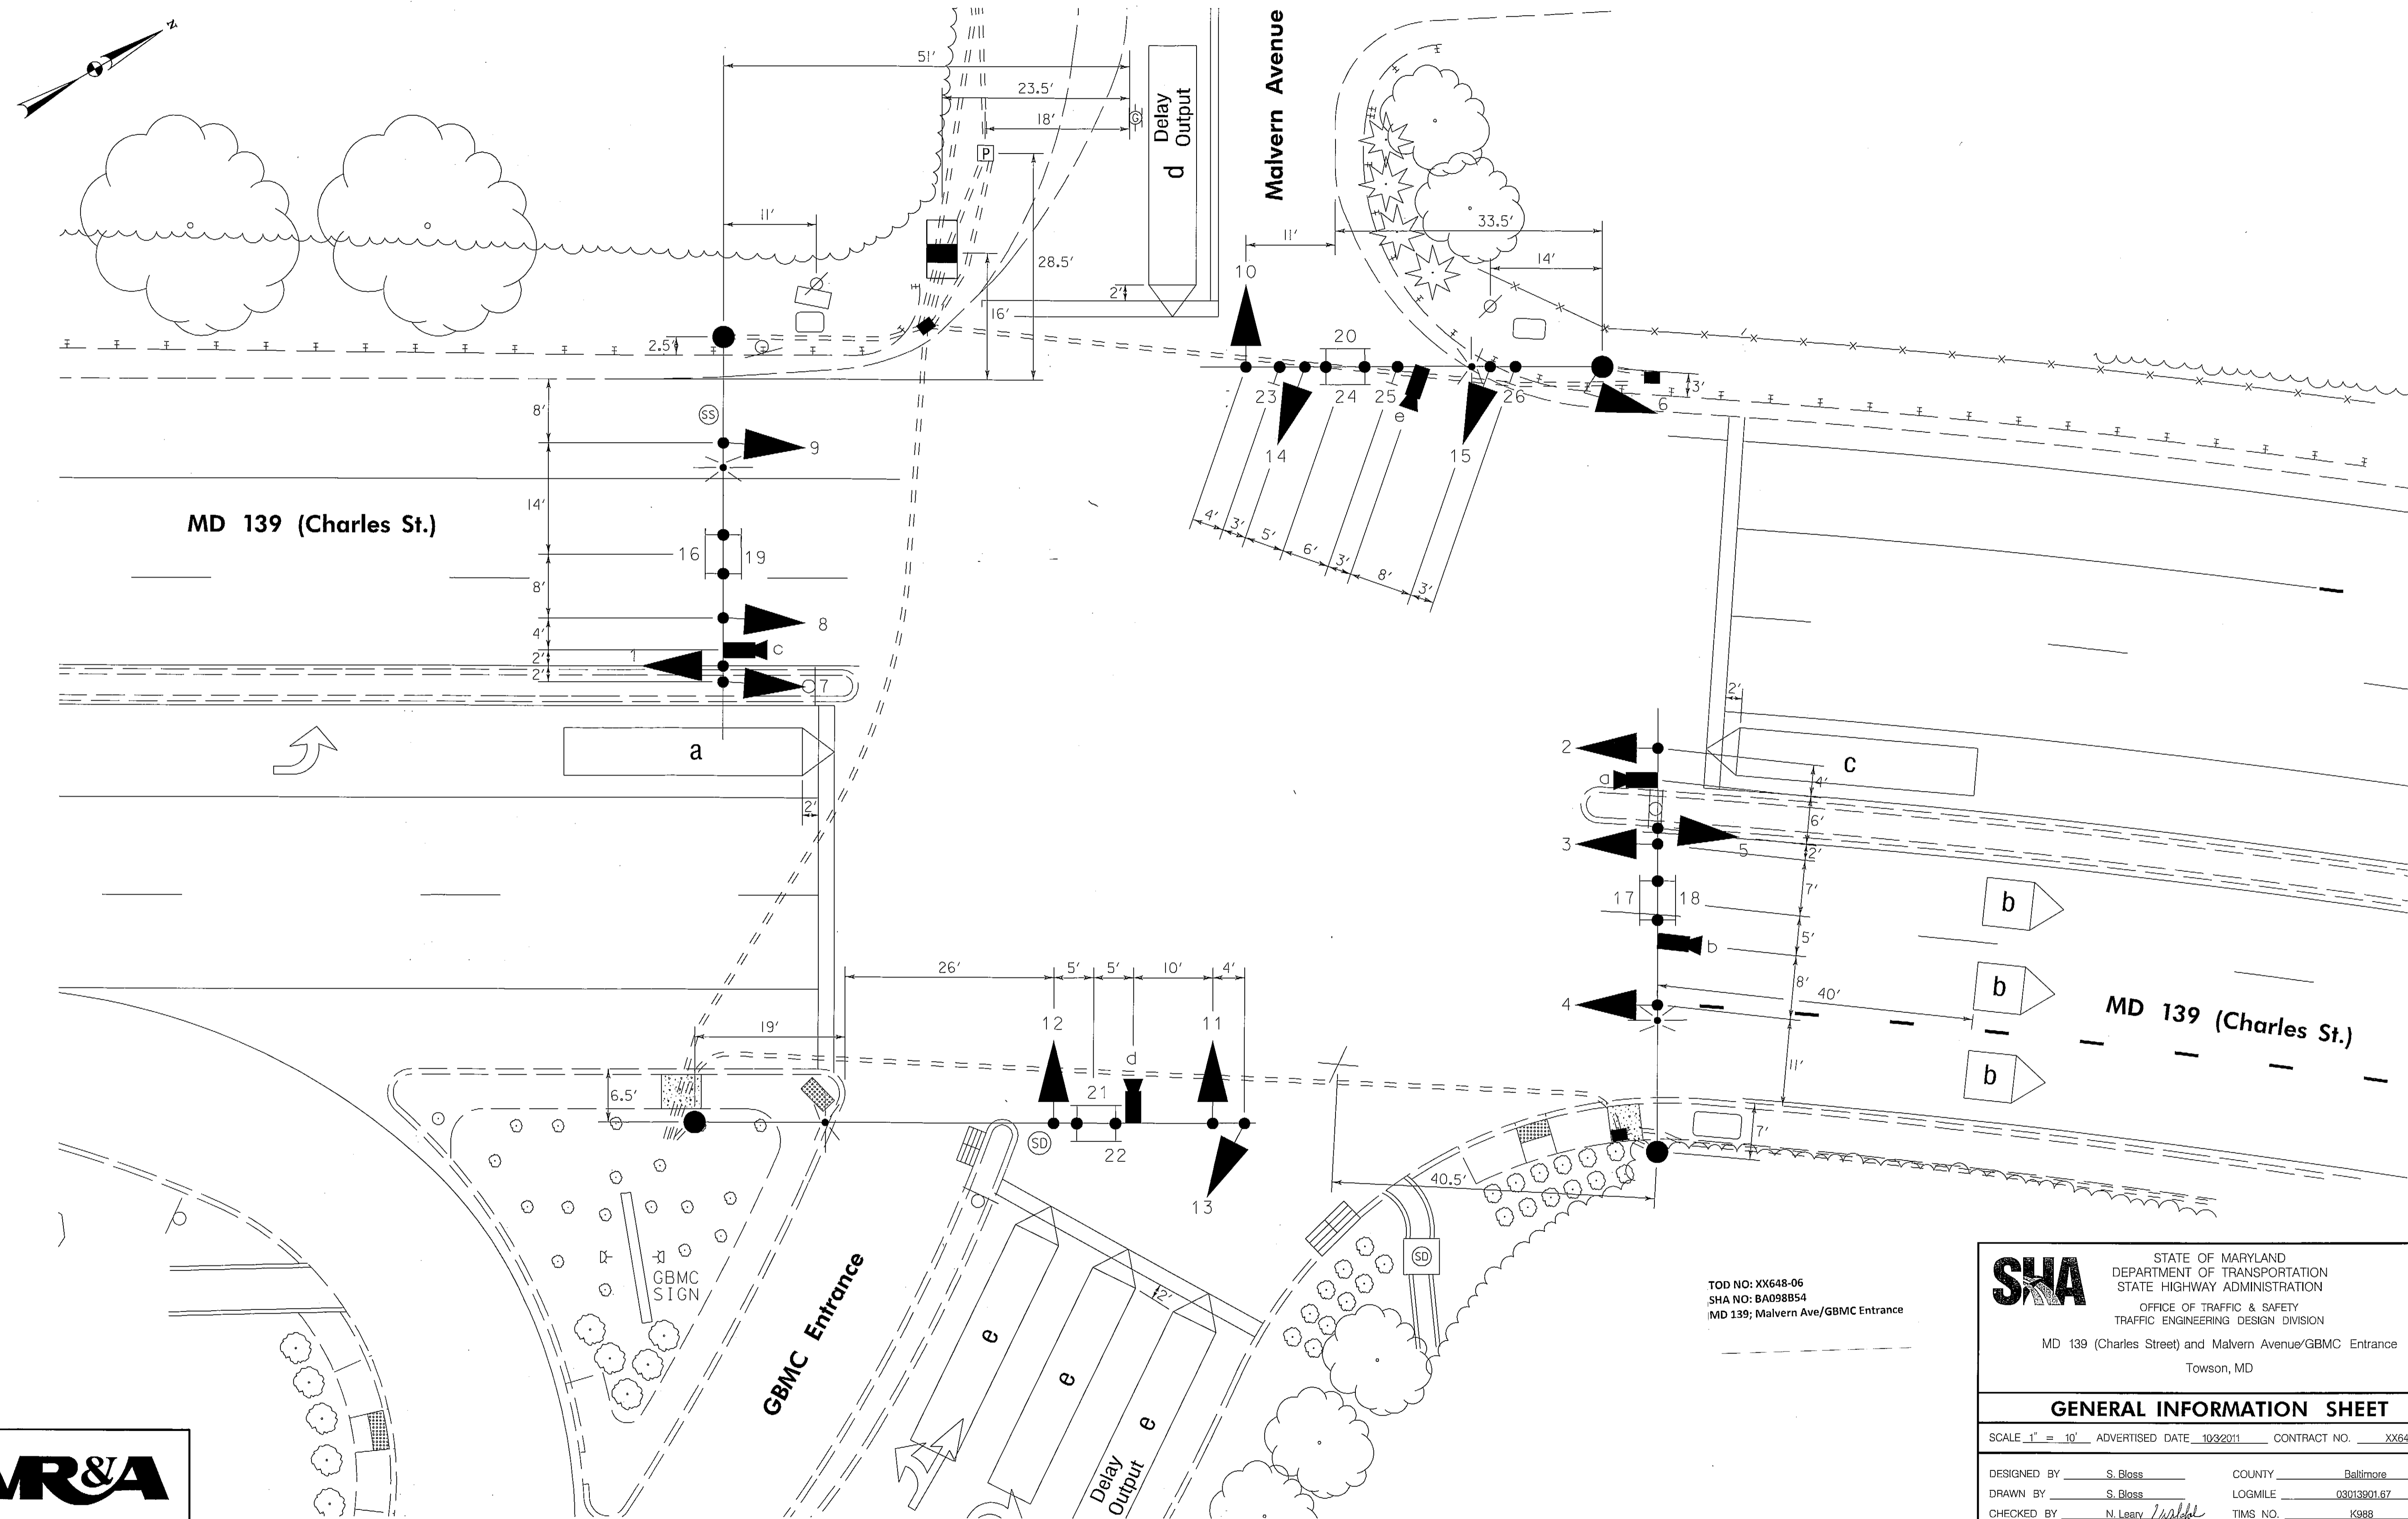 N
51'
23.5'
18'
G
P
11'
28.5'
16'
2.5'
2'
Delay
Output
d
Malvern Avenue
11'
33.5'
14'
10
20
23
24
25
26
e
14
15
6
3'
4'
3'
5'
6'
3'
8'
3'
8'
SS
9
14'
MD 139 (Charles St.)
16
19
8'
8
4'
c
2'
1
2'
7
a
2'
2'
2
c
a
4'
6'
3
5
2'
17
18
7'
b
b
5'
8'
40'
b
4
MD 139 (Charles St.)
11'
b
7'
26'
5'
5'
10'
4'
12
11
19'
d
21
6.5'
SD
22
13
40.5'
SD
GBMC
SIGN
GBMC Entrance
2'
e
e
e
Delay
Output
TOD NO: XX648-06
SHA NO: BA098B54
MD 139; Malvern Ave/GBMC Entrance
SHA
STATE OF MARYLAND
DEPARTMENT OF TRANSPORTATION
STATE HIGHWAY ADMINISTRATION
OFFICE OF TRAFFIC & SAFETY
TRAFFIC ENGINEERING DESIGN DIVISION
MD 139 (Charles Street) and Malvern Avenue/GBMC Entrance
Towson, MD
GENERAL INFORMATION SHEET
SCALE 1" = 10' ADVERTISED DATE 10/3/2011 CONTRACT NO. XX64
DESIGNED BY S. Bloss COUNTY Baltimore
DRAWN BY S. Bloss LOGMILE 03013901.67
CHECKED BY N. Leary TIMS NO. K988
MR&A